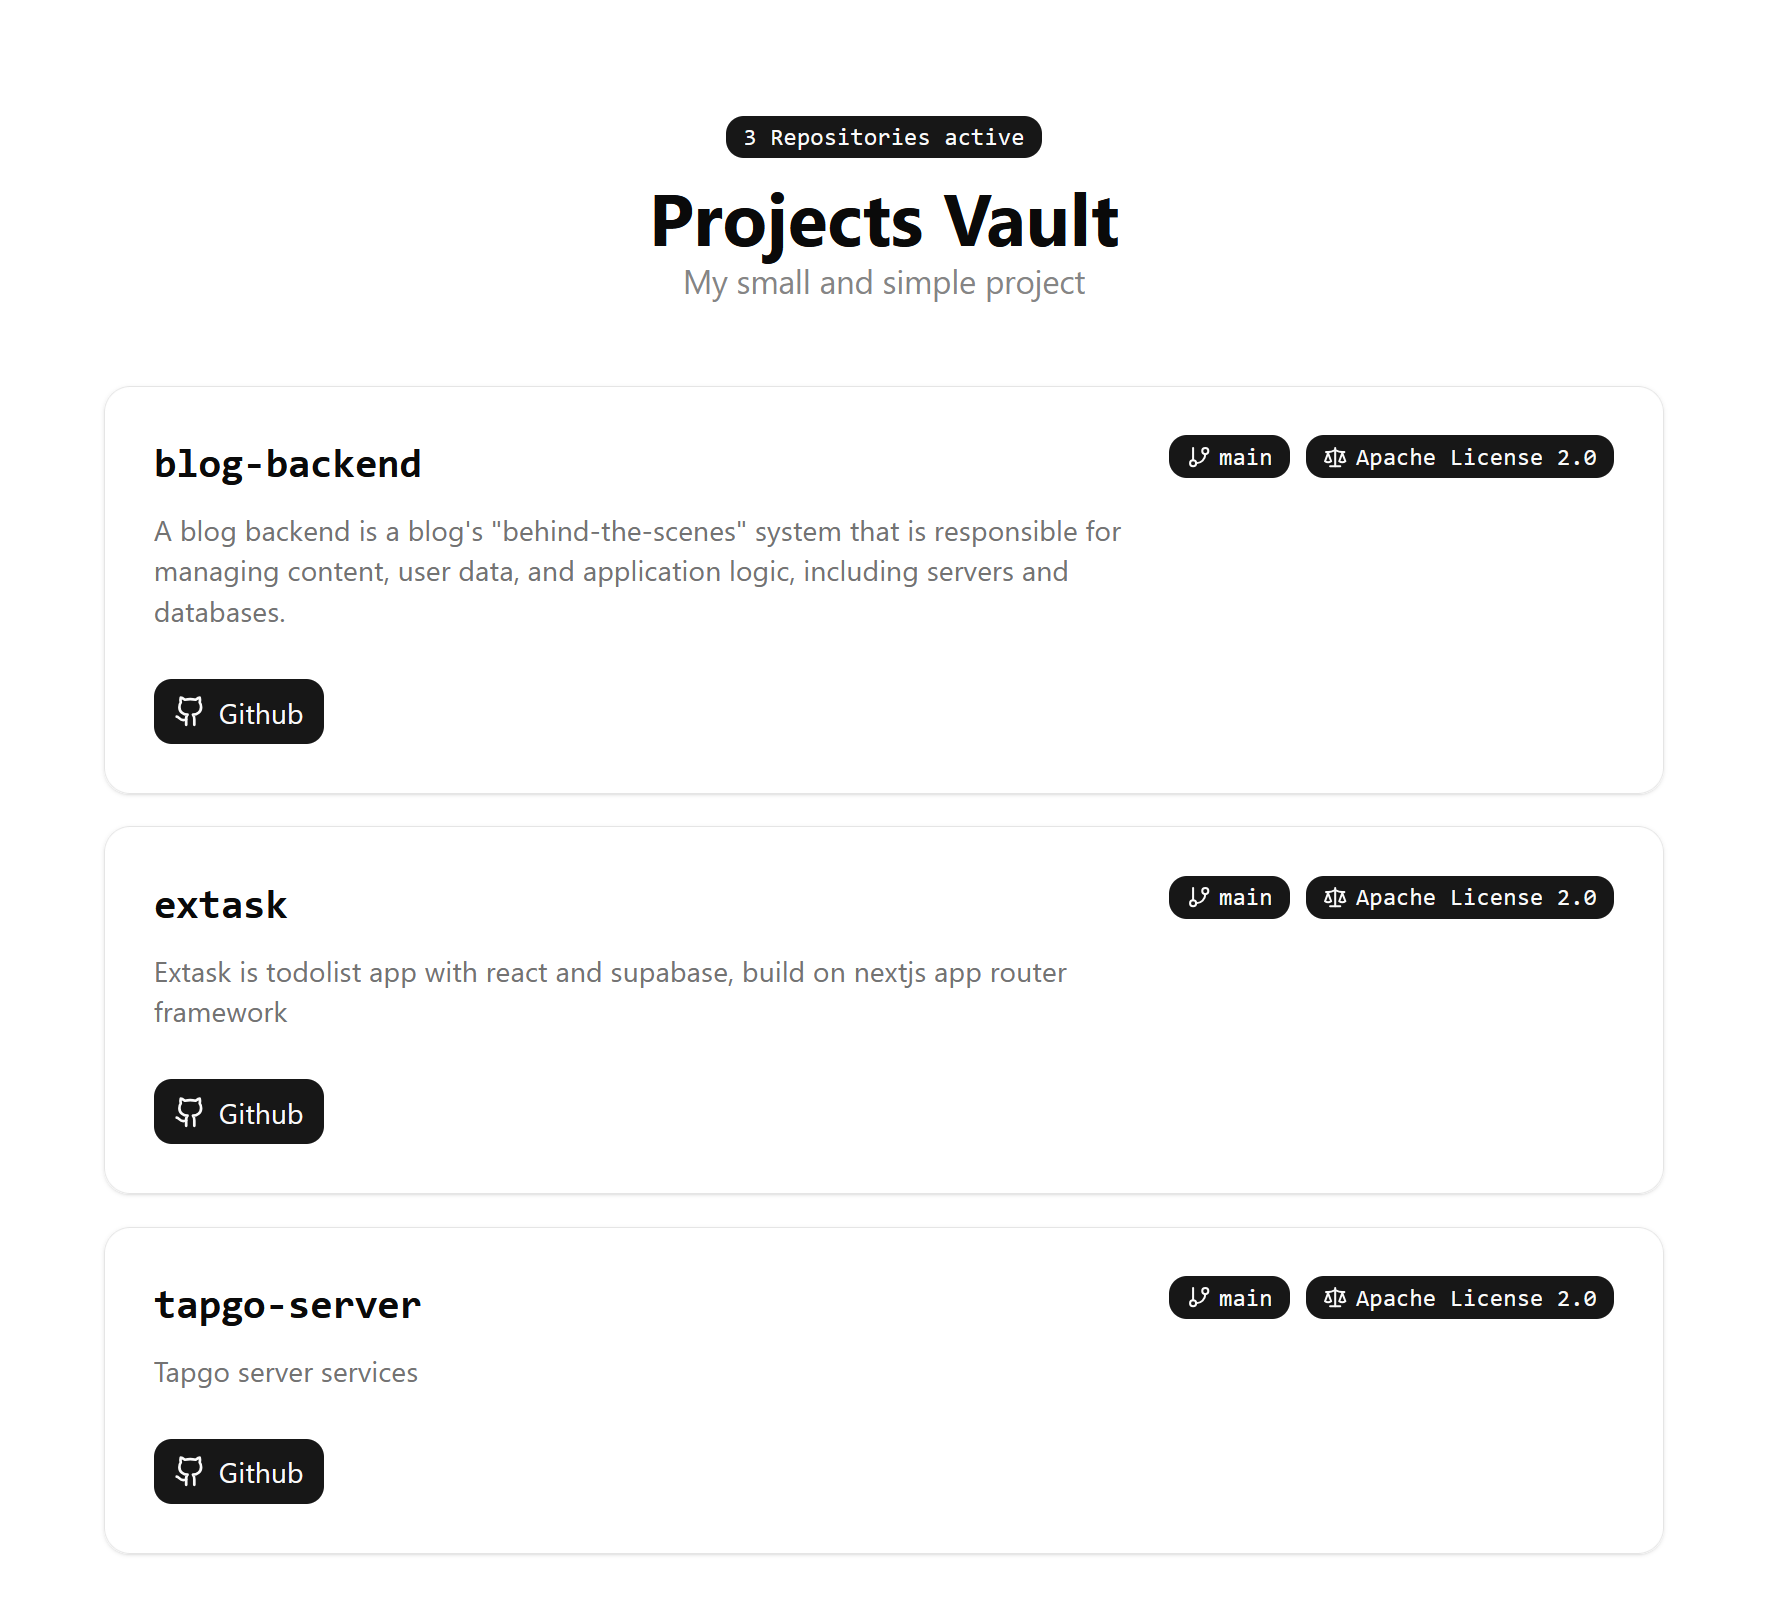 3 Repositories active
Projects Vault
My small and simple project
blog-backend
main
Apache License 2.0
A blog backend is a blog's "behind-the-scenes" system that is responsible for
managing content, user data, and application logic, including servers and
databases.
Github
extask
main
Apache License 2.0
Extask is todolist app with react and supabase, build on nextjs app router
framework
Github
tapgo-server
main
Apache License 2.0
Tapgo server services
Github